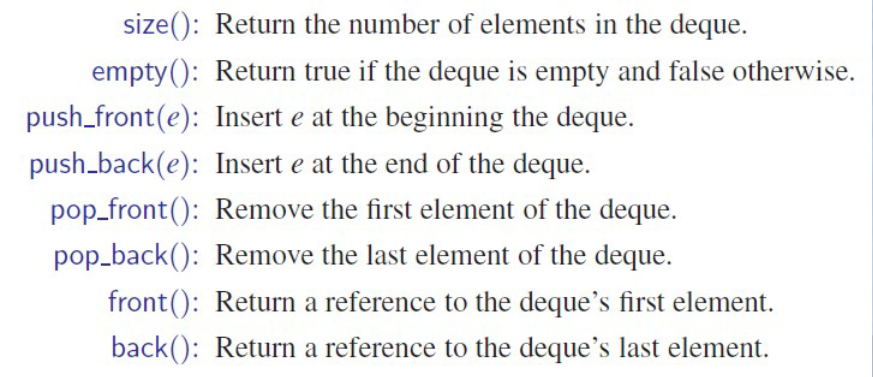 size(): Return the number of elements in the deque.
empty(): Return true if the deque is empty and false otherwise.
push_front(e): Insert e at the beginning the deque.
push_back(e): Insert e at the end of the deque.
pop_front(): Remove the first element of the deque.
pop_back(): Remove the last element of the deque.
front(): Return a reference to the deque's first element.
back(): Return a reference to the deque's last element.